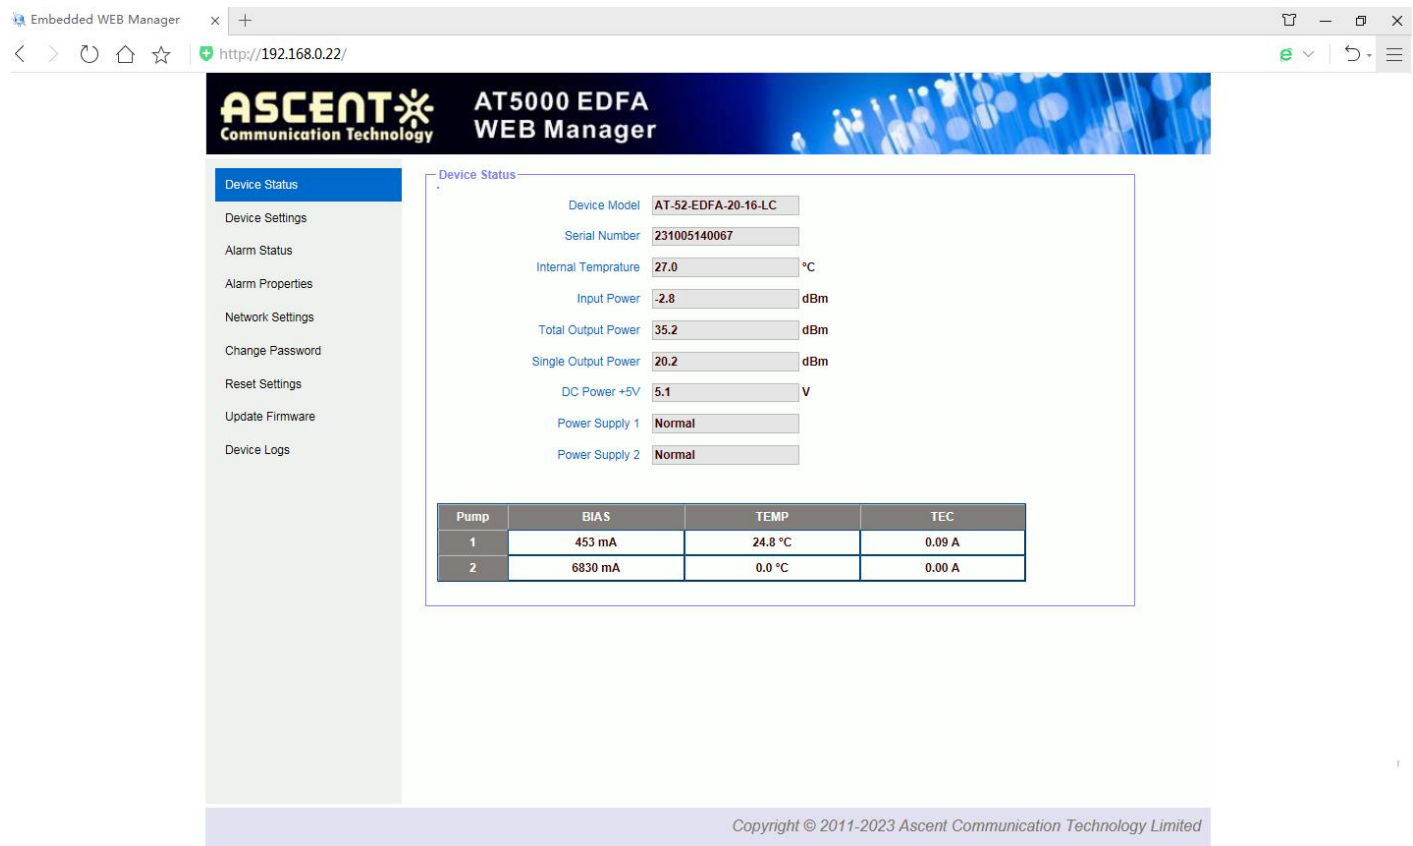 Embedded WEB Manager
http://192.168.0.22/
ASCENT
Communication Technology
AT5000 EDFA
WEB Manager
Device Status
Device Settings
Alarm Status
Alarm Properties
Network Settings
Change Password
Reset Settings
Update Firmware
Device Logs
Device Status
Device Model AT-52-EDFA-20-16-LC
Serial Number 231005140067
Internal Temprature 27.0 °C
Input Power -2.8 dBm
Total Output Power 35.2 dBm
Single Output Power 20.2 dBm
DC Power +5V 5.1 V
Power Supply 1 Normal
Power Supply 2 Normal
Pump BIAS TEMP TEC
1 453 mA 24.8 °C 0.09 A
2 6830 mA 0.0 °C 0.00 A
Copyright © 2011-2023 Ascent Communication Technology Limited